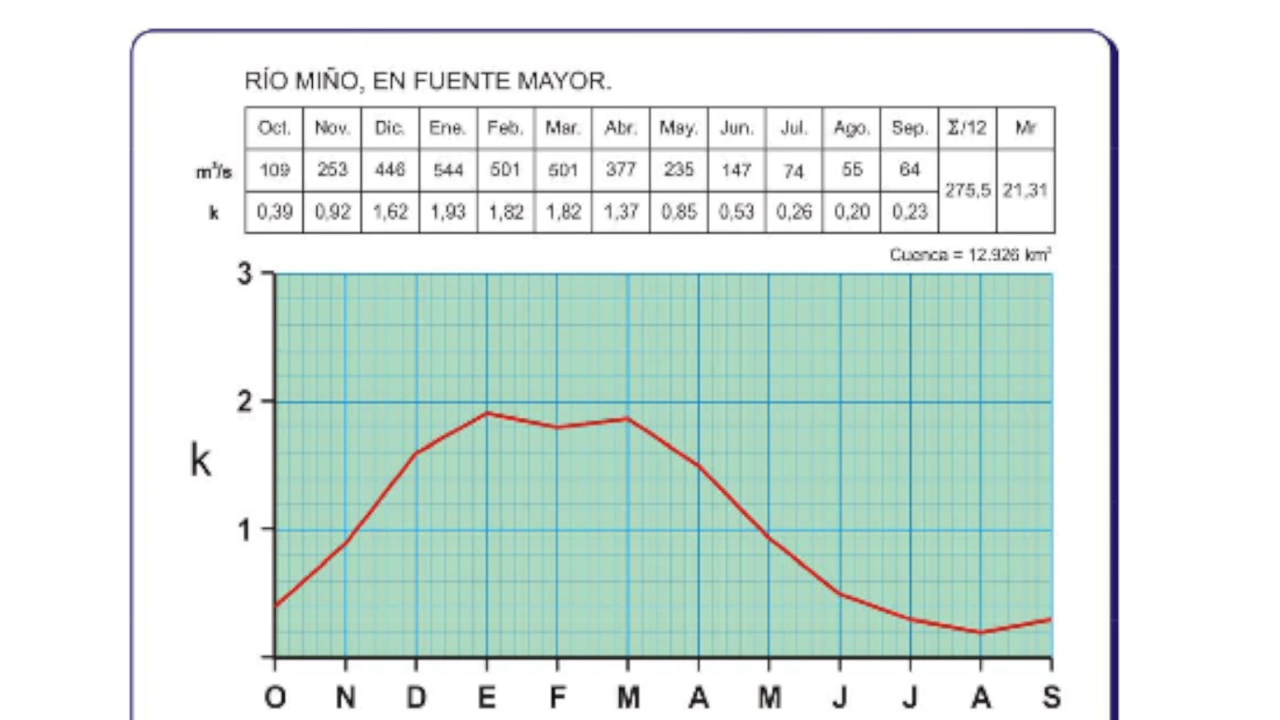 RÍO MIÑO, EN FUENTE MAYOR.
Oct. Nov. Dic. Ene. Feb. Mar. Abr. May. Jun. Jul. Ago. Sep. Σ/12 Mr
m³/s 109 253 446 544 501 501 377 235 147 74 55 64 275,5 21,31
k 0,39 0,92 1,62 1,93 1,82 1,82 1,37 0,85 0,53 0,26 0,20 0,23
Cuenca = 12.926 km²
3
2
k
1
O N D E F M A M J J A S